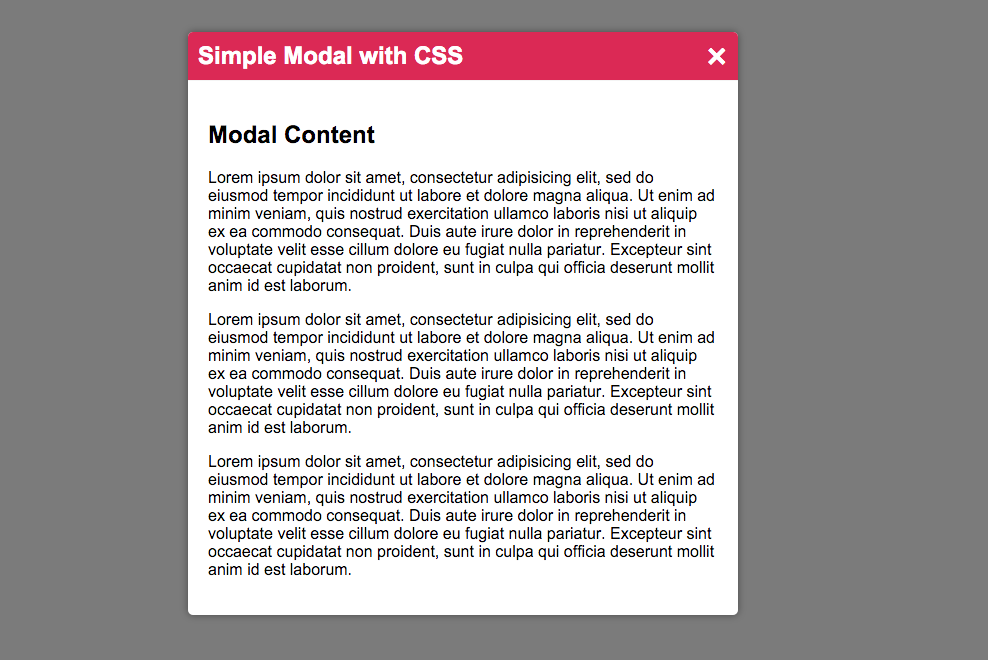 Simple Modal with CSS
Modal Content
Lorem ipsum dolor sit amet, consectetur adipisicing elit, sed do
eiusmod tempor incididunt ut labore et dolore magna aliqua. Ut enim ad
minim veniam, quis nostrud exercitation ullamco laboris nisi ut aliquip
ex ea commodo consequat. Duis aute irure dolor in reprehenderit in
voluptate velit esse cillum dolore eu fugiat nulla pariatur. Excepteur sint
occaecat cupidatat non proident, sunt in culpa qui officia deserunt mollit
anim id est laborum.
Lorem ipsum dolor sit amet, consectetur adipisicing elit, sed do
eiusmod tempor incididunt ut labore et dolore magna aliqua. Ut enim ad
minim veniam, quis nostrud exercitation ullamco laboris nisi ut aliquip
ex ea commodo consequat. Duis aute irure dolor in reprehenderit in
voluptate velit esse cillum dolore eu fugiat nulla pariatur. Excepteur sint
occaecat cupidatat non proident, sunt in culpa qui officia deserunt mollit
anim id est laborum.
Lorem ipsum dolor sit amet, consectetur adipisicing elit, sed do
eiusmod tempor incididunt ut labore et dolore magna aliqua. Ut enim ad
minim veniam, quis nostrud exercitation ullamco laboris nisi ut aliquip
ex ea commodo consequat. Duis aute irure dolor in reprehenderit in
voluptate velit esse cillum dolore eu fugiat nulla pariatur. Excepteur sint
occaecat cupidatat non proident, sunt in culpa qui officia deserunt mollit
anim id est laborum.